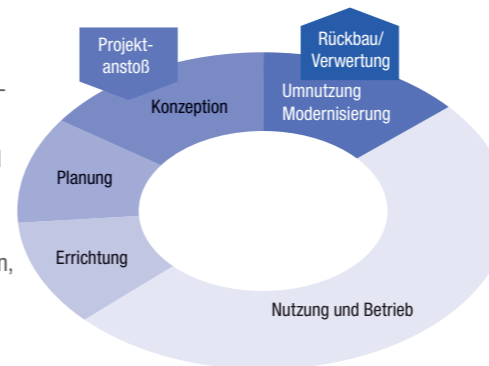 Projekt-
anstoß
Rückbau/
Verwertung
Konzeption
Umnutzung
Modernisierung
Planung
Errichtung
Nutzung und Betrieb
n,